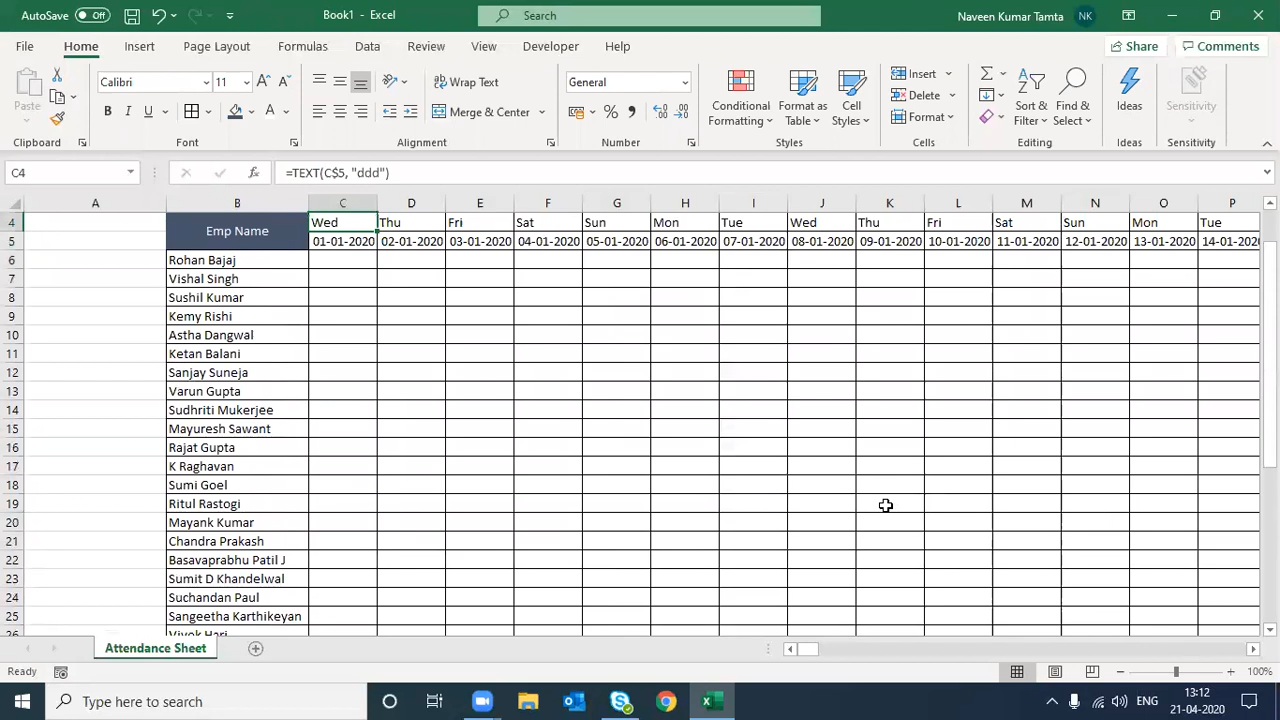 AutoSave Off Book1 - Excel Search Naveen Kumar Tamta NK
File Home Insert Page Layout Formulas Data Review View Developer Help Share Comments
Calibri 11 General
Paste
B I U
Wrap Text
Merge & Center
Conditional Formatting
Format as Table
Cell Styles
Insert
Delete
Format
Sort & Filter
Find & Select
Ideas
Sensitivity
Clipboard Font Alignment Number Styles Cells Editing Ideas Sensitivity
C4 fx =TEXT(C$5, "ddd")
A B C D E F G H I J K L M N O P
4 Emp Name Wed Thu Fri Sat Sun Mon Tue Wed Thu Fri Sat Sun Mon Tue
5 01-01-2020 02-01-2020 03-01-2020 04-01-2020 05-01-2020 06-01-2020 07-01-2020 08-01-2020 09-01-2020 10-01-2020 11-01-2020 12-01-2020 13-01-2020 14-01-202
6 Rohan Bajaj
7 Vishal Singh
8 Sushil Kumar
9 Kemy Rishi
10 Astha Dangwal
11 Ketan Balani
12 Sanjay Suneja
13 Varun Gupta
14 Sudhriti Mukerjee
15 Mayuresh Sawant
16 Rajat Gupta
17 K Raghavan
18 Sumi Goel
19 Ritul Rastogi
20 Mayank Kumar
21 Chandra Prakash
22 Basavaprabhu Patil J
23 Sumit D Khandelwal
24 Suchandan Paul
25 Sangeetha Karthikeyan
26
Attendance Sheet
Ready 100%
Type here to search ENG 13:12
21-04-2020